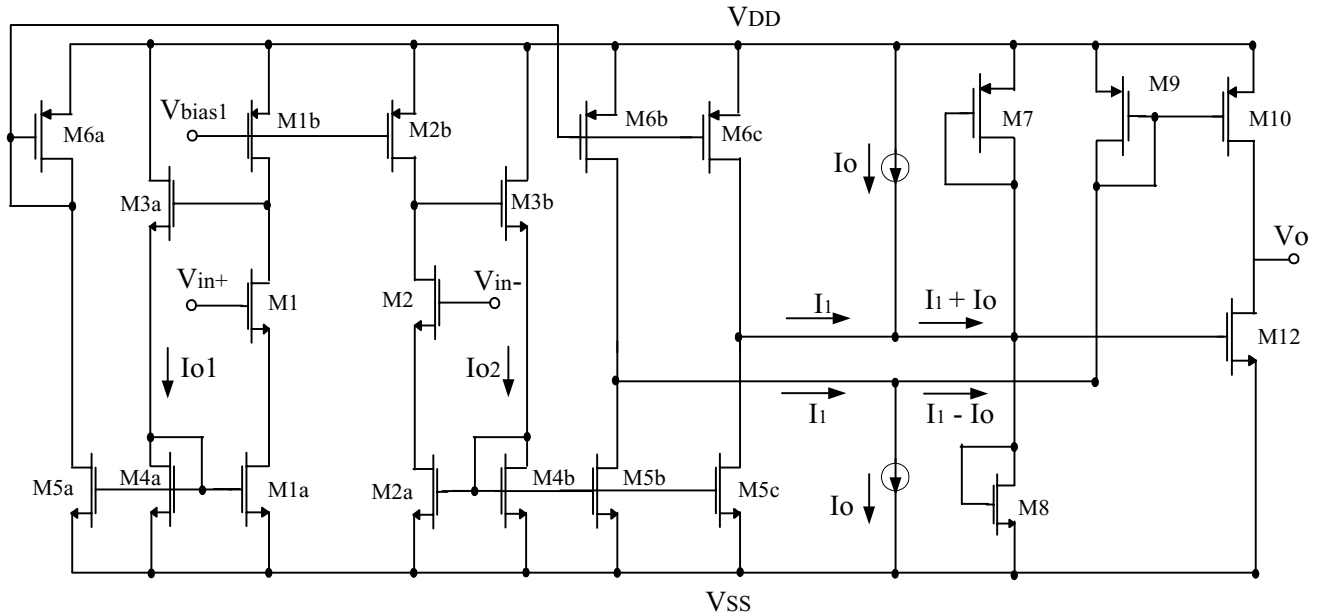 VDD
M6a
Vbias1
M1b
M2b
M6b
M6c
M7
M9
M10
Io
M3a
M3b
Vin+
M1
M2
Vin-
Vo
I1
I1 + Io
M12
Io1
Io2
I1
I1 - Io
M5a
M4a
M1a
M2a
M4b
M5b
M5c
Io
M8
VSS